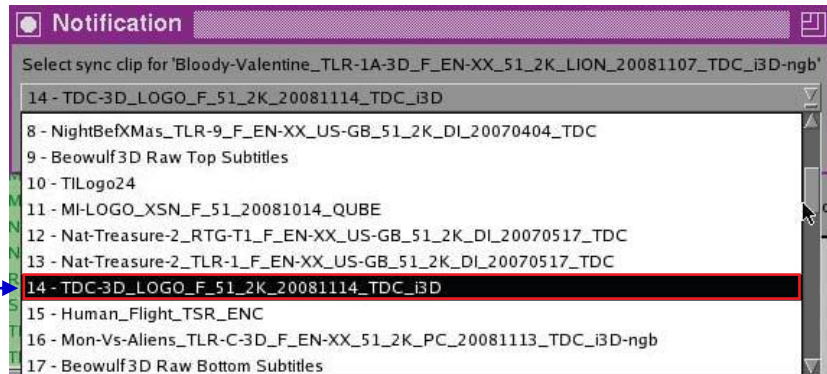 Notification
Select sync clip for 'Bloody-Valentine_TLR-1A-3D_F_EN-XX_51_2K_LION_20081107_TDC_i3D-ngb'
14 - TDC-3D_LOGO_F_51_2K_20081114_TDC_i3D
8 - NightBefXMas_TLR-9_F_EN-XX_US-GB_51_2K_DI_20070404_TDC
9 - Beowulf3D Raw Top Subtitles
10 - TILogo24
11 - MI-LOGO_XSN_F_51_20081014_QUBE
12 - Nat-Treasure-2_RTG-T1_F_EN-XX_US-GB_51_2K_DI_20070517_TDC
13 - Nat-Treasure-2_TLR-1_F_EN-XX_US-GB_51_2K_DI_20070517_TDC
14 - TDC-3D_LOGO_F_51_2K_20081114_TDC_i3D
15 - Human_Flight_TSR_ENC
16 - Mon-Vs-Aliens_TLR-C-3D_F_EN-XX_51_2K_PC_20081113_TDC_i3D-ngb
17 - Beowulf3D Raw Bottom Subtitles